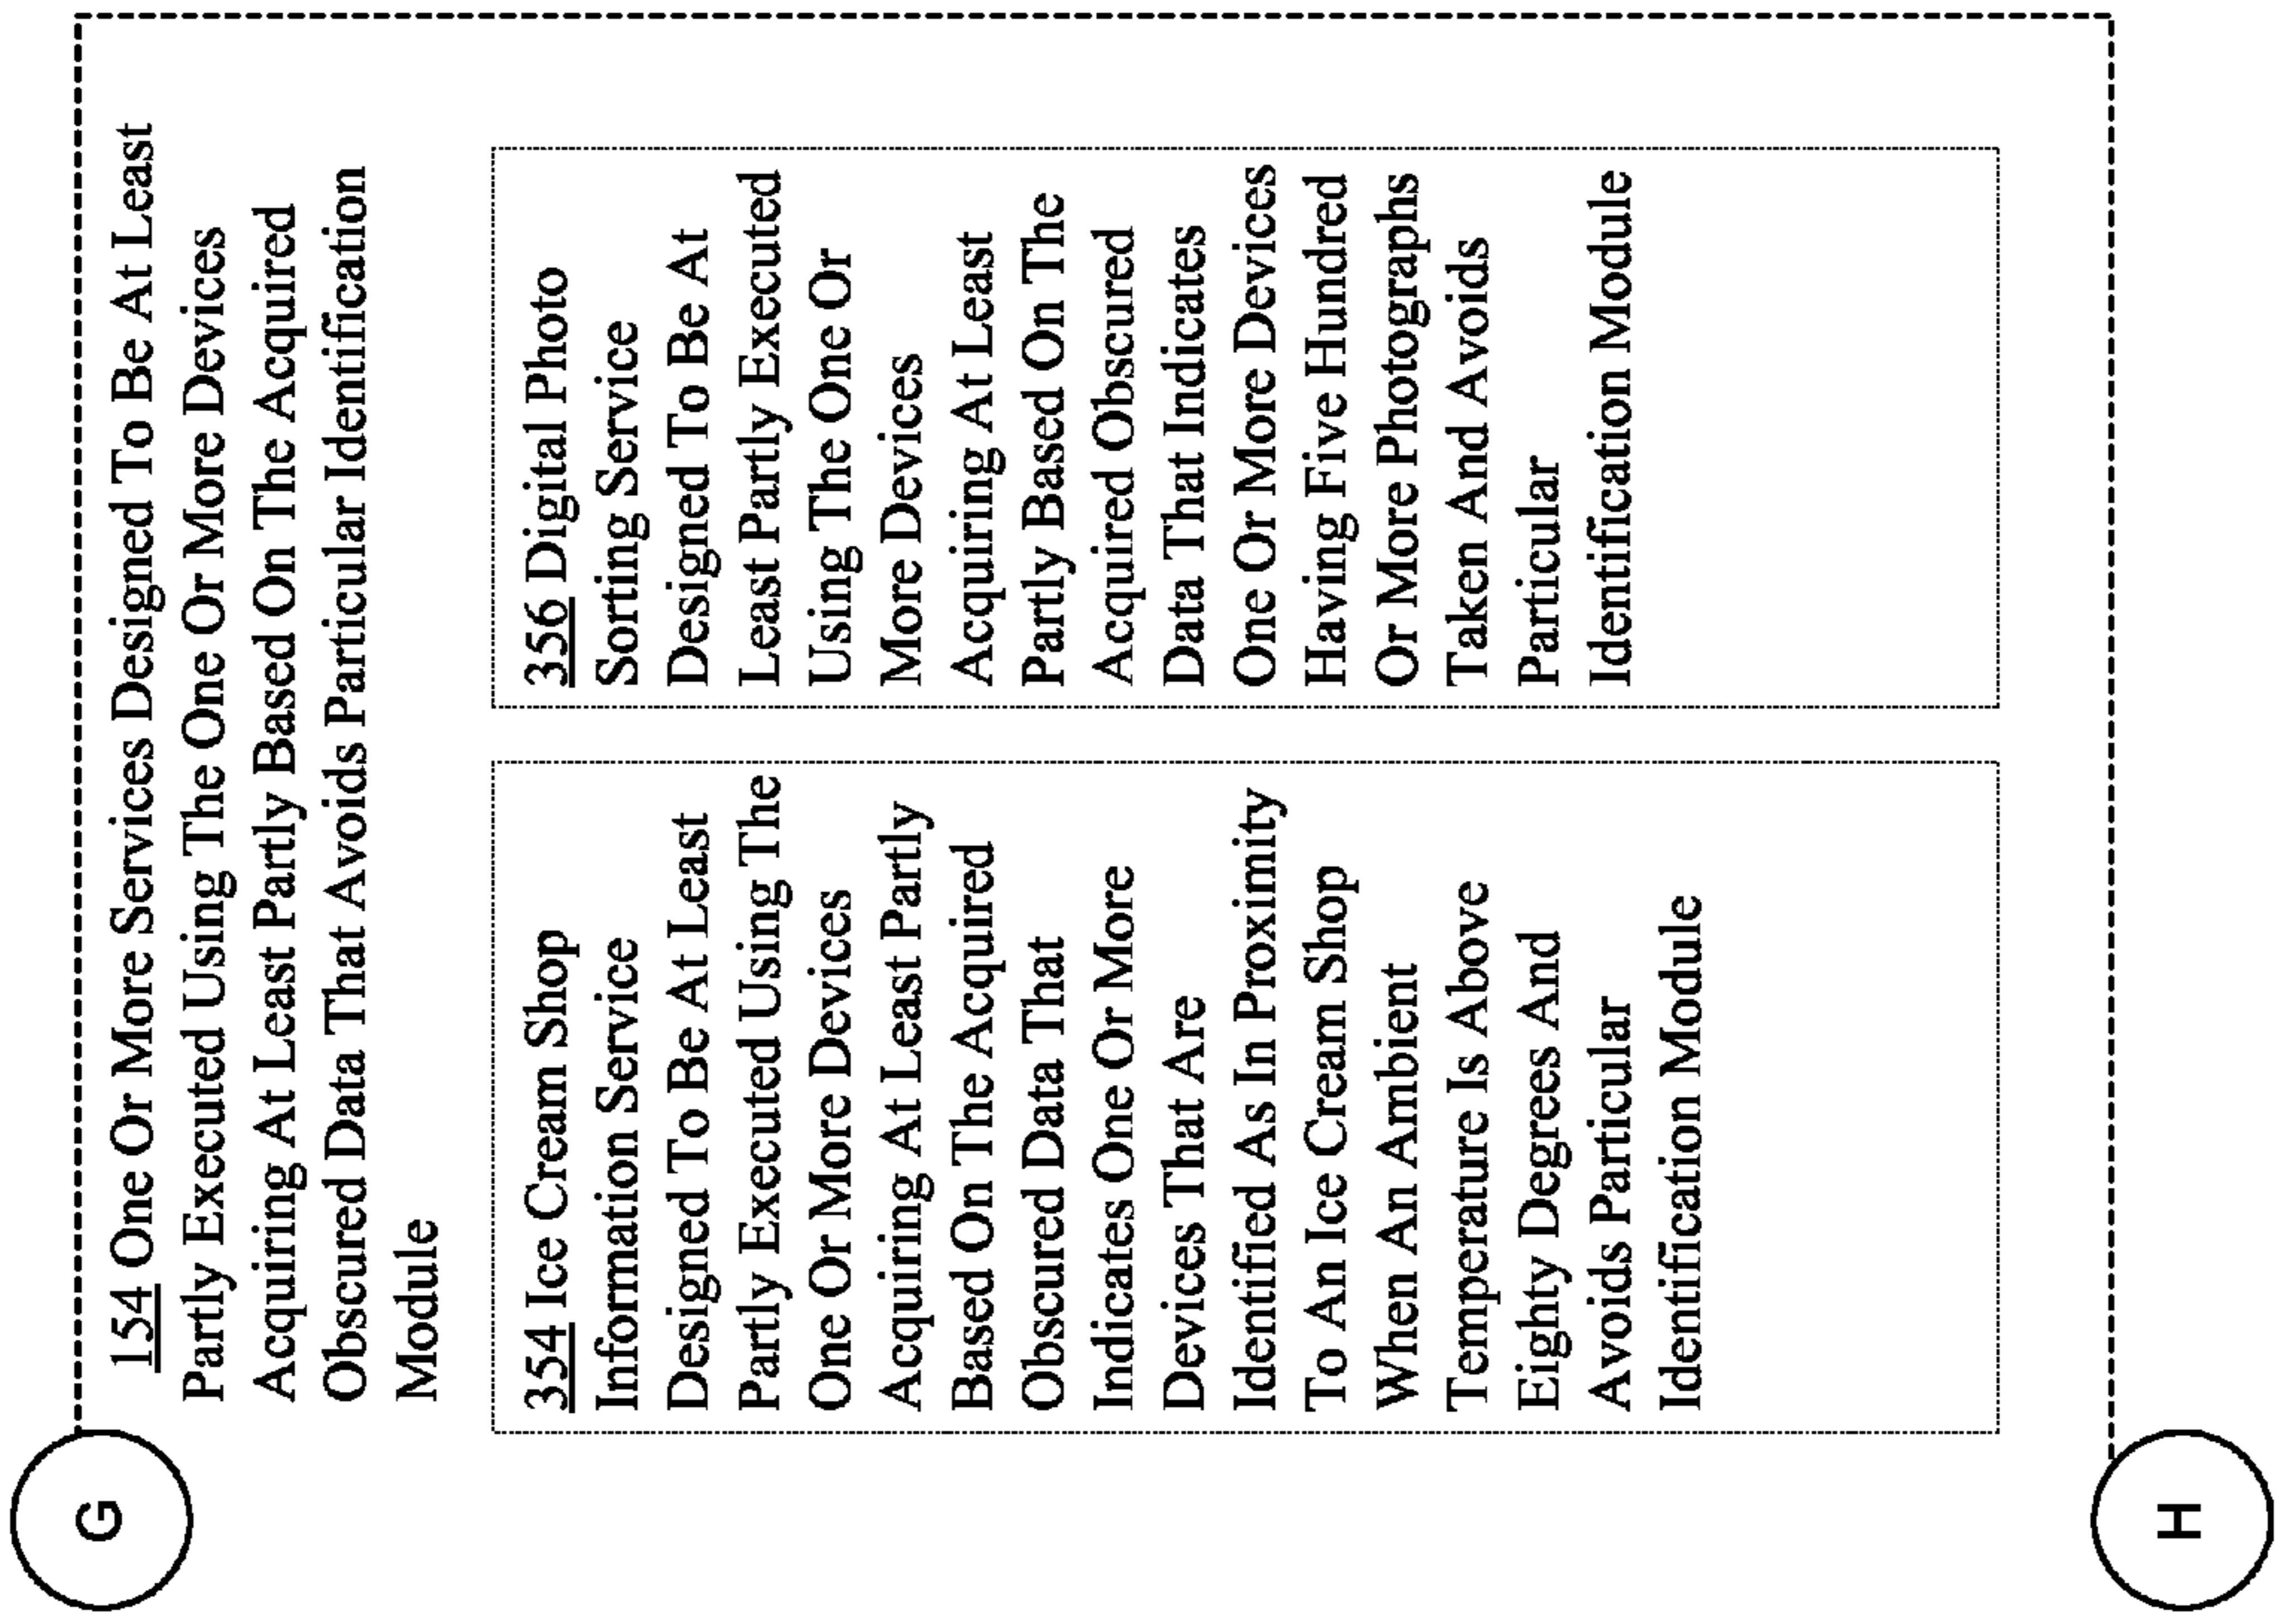 G
154 One Or More Services Designed To Be At Least
Partly Executed Using The One Or More Devices
Acquiring At Least Partly Based On The Acquired
Obscured Data That Avoids Particular Identification
Module
354 Ice Cream Shop
Information Service
Designed To Be At Least
Partly Executed Using The
One Or More Devices
Acquiring At Least Partly
Based On The Acquired
Obscured Data That
Indicates One Or More
Devices That Are
Identified As In Proximity
To An Ice Cream Shop
When An Ambient
Temperature Is Above
Eighty Degrees And
Avoids Particular
Identification Module
356 Digital Photo
Sorting Service
Designed To Be At
Least Partly Executed
Using The One Or
More Devices
Acquiring At Least
Partly Based On The
Acquired Obscured
Data That Indicates
One Or More Devices
Having Five Hundred
Or More Photographs
Taken And Avoids
Particular
Identification Module
H